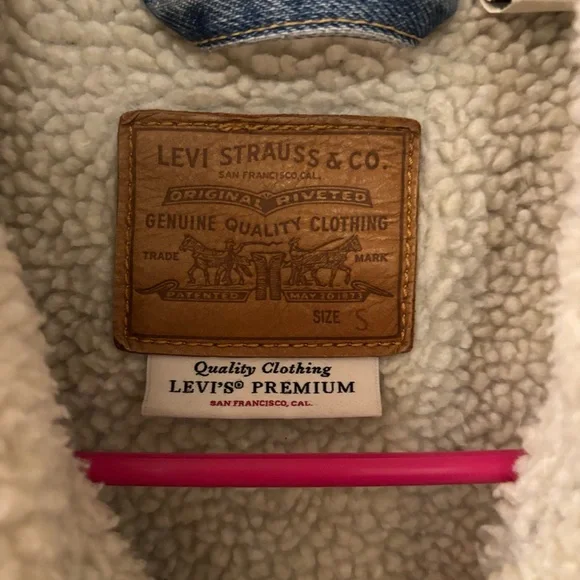 LEVI STRAUSS & CO.
SAN FRANCISCO, CAL.
ORIGINAL RIVETED
GENUINE QUALITY CLOTHING
TRADE MARK
PATENTED MAY 20 1873
SIZE S
Quality Clothing
LEVI'S® PREMIUM
SAN FRANCISCO, CAL.